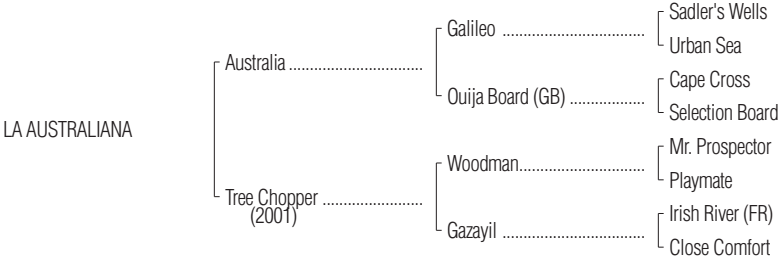 Sadler's Wells
Galileo ................................
Urban Sea
Australia ..............................
Cape Cross
Ouija Board (GB) .................
Selection Board
LA AUSTRALIANA
Mr. Prospector
Woodman............................
Playmate
Tree Chopper ......................
(2001)
Irish River (FR)
Gazayil ................................
Close Comfort